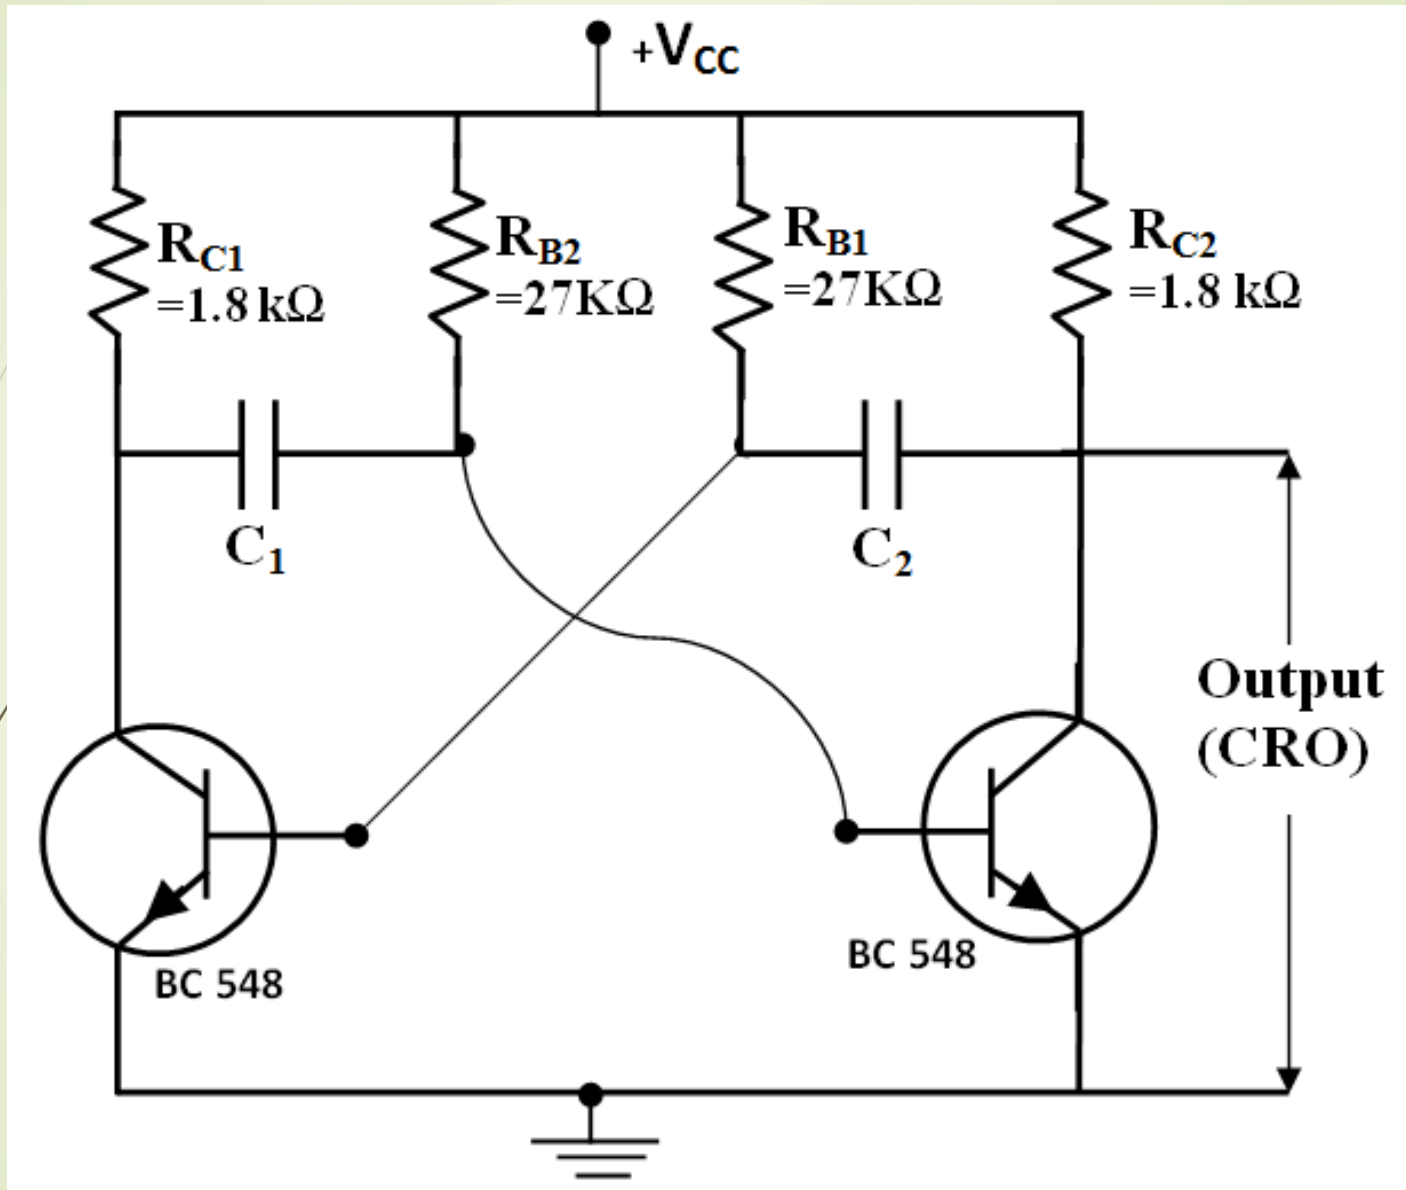 +VCC
RC1
=1.8 kΩ
RB2
=27KΩ
RB1
=27KΩ
RC2
=1.8 kΩ
C1
C2
Output
(CRO)
BC 548
BC 548